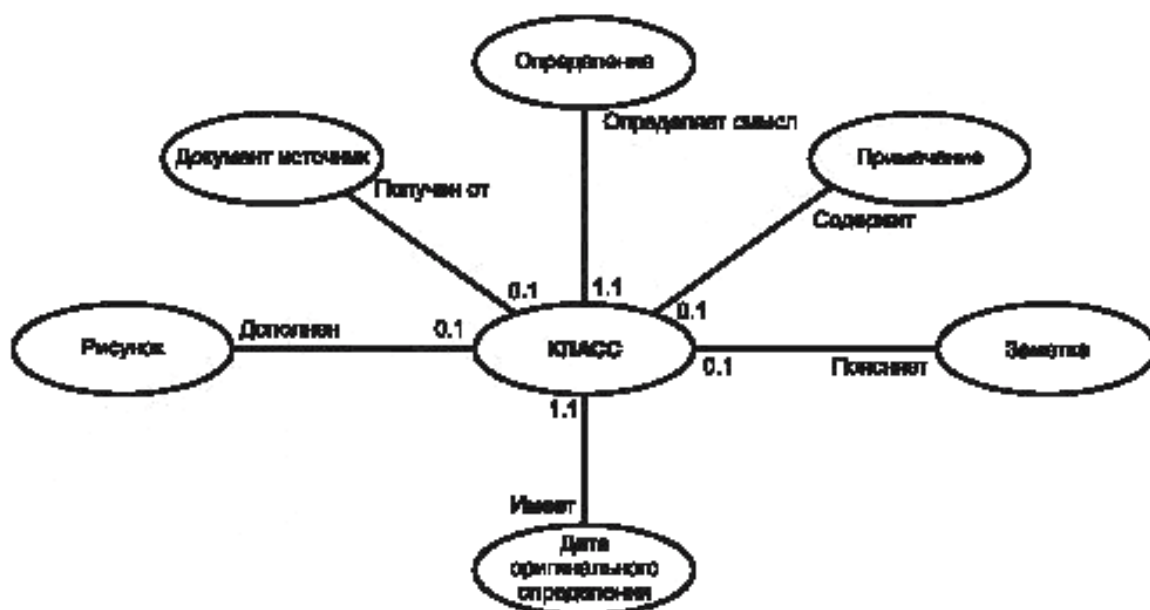 Определение
Определяет смысл
Документ источник
Примечание
Получен от
Содержит
0.1
1.1
0.1
Рисунок
Дополнен
0.1
КЛАСС
0.1
Поясняет
Заметка
1.1
Имеет
Дата
оригинального
определения